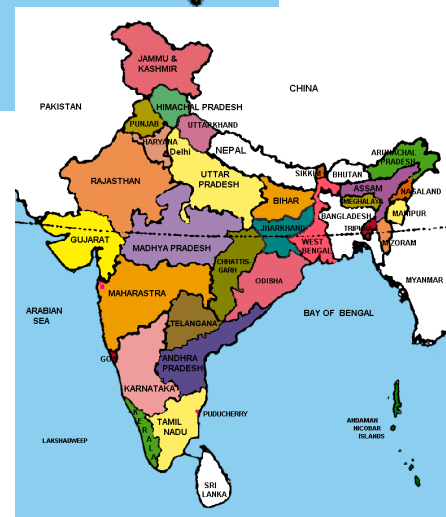 JAMMU &
KASHMIR
CHINA
PAKISTAN
HIMACHAL PRADESH
PUNJAB
UTTARKHAND
HARYANA
Delhi
NEPAL
ARUNACHAL
PRADESH
SIKKIM
BHUTAN
RAJASTHAN
UTTAR
PRADESH
ASSAM
NAGALAND
BIHAR
MEGHALAYA
MANIPUR
BANGLADESH
JHARKHAND
TRIPURA
GUJARAT
MADHYA PRADESH
WEST
BENGAL
MIZORAM
CHHATTIS-
GARH
ODISHA
MYANMAR
MAHARASTRA
ARABIAN
SEA
BAY OF BENGAL
TELANGANA
GO
ANDHRA
PRADESH
KARNATAKA
KERALA
TAMIL
NADU
PUDUCHERRY
ANDAMAN
NICOBAR
ISLANDS
LAKSHADWEEP
SRI
LANKA